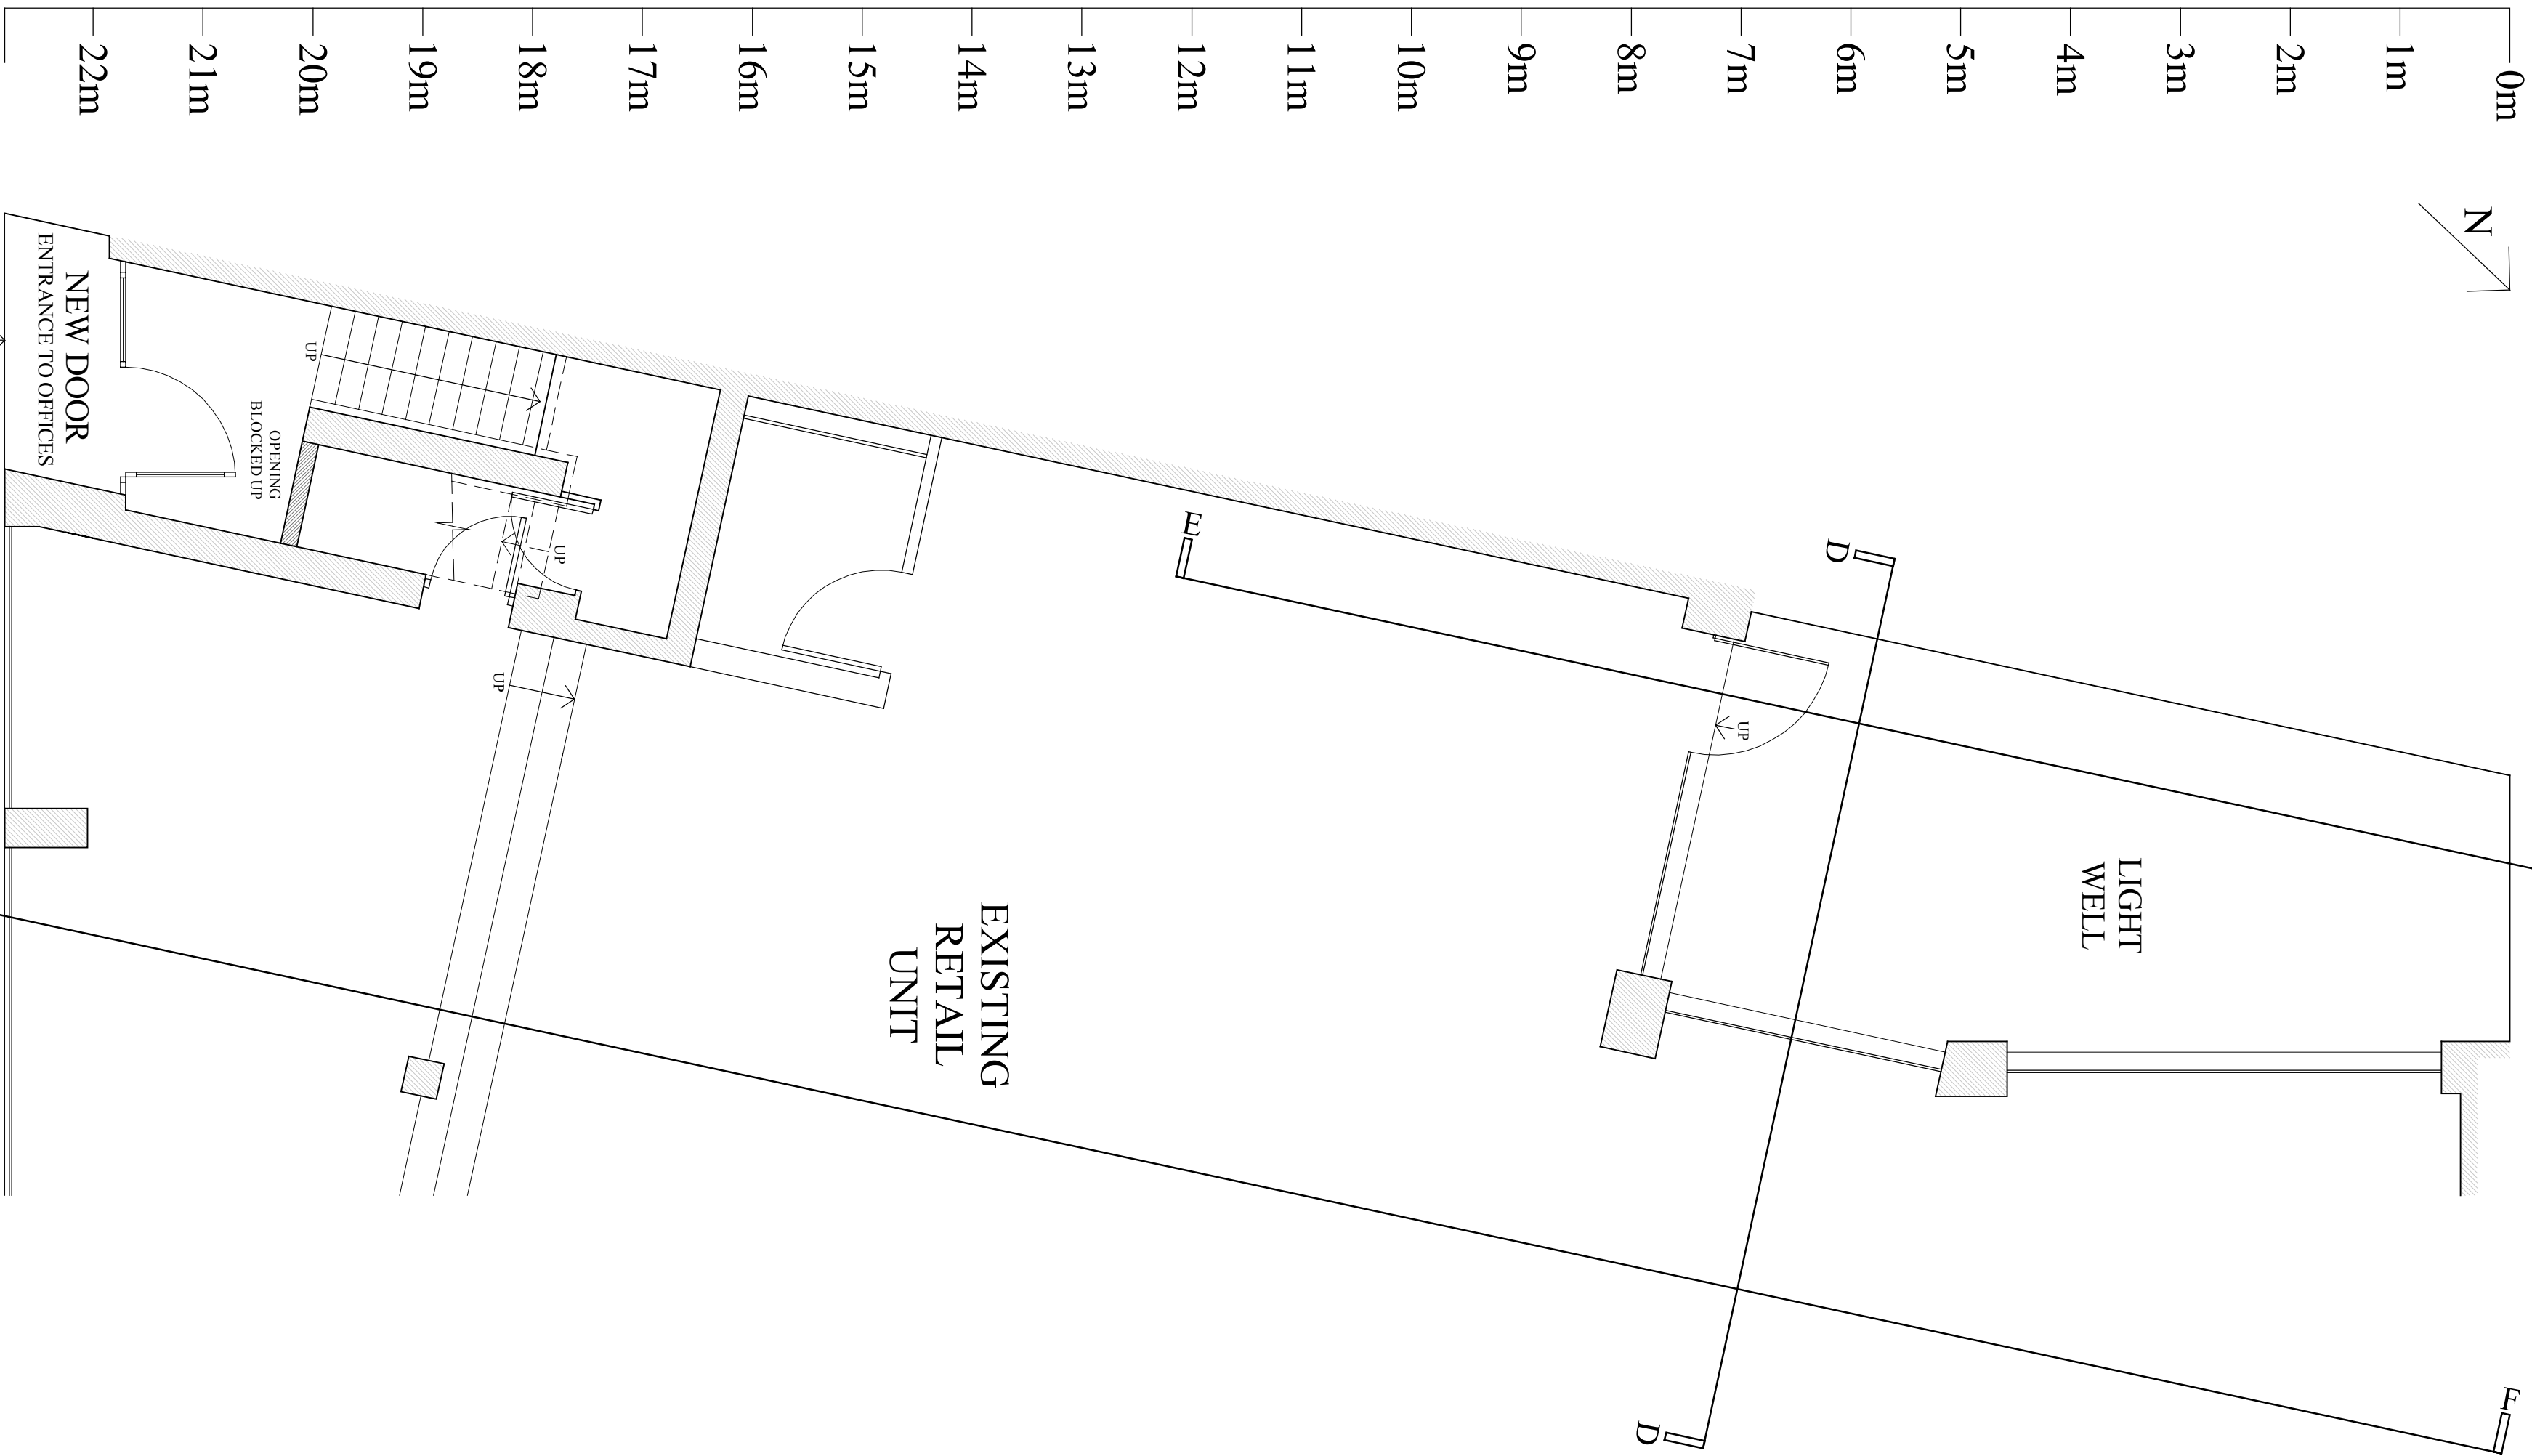 0m
1m
2m
3m
4m
5m
6m
7m
8m
9m
10m
11m
12m
13m
14m
15m
16m
17m
18m
19m
20m
21m
22m
N
LIGHT
WELL
D
D
E
F
UP
EXISTING
RETAIL
UNIT
UP
UP
UP
OPENING
BLOCKED UP
NEW DOOR
ENTRANCE TO OFFICES